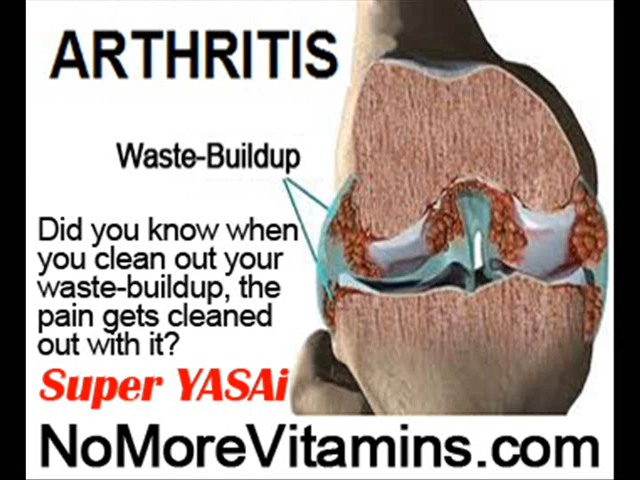 ARTHRITIS
Waste-Buildup
Did you know when
you clean out your
waste-buildup, the
pain gets cleaned
out with it?
Super YASAi
NoMoreVitamins.com